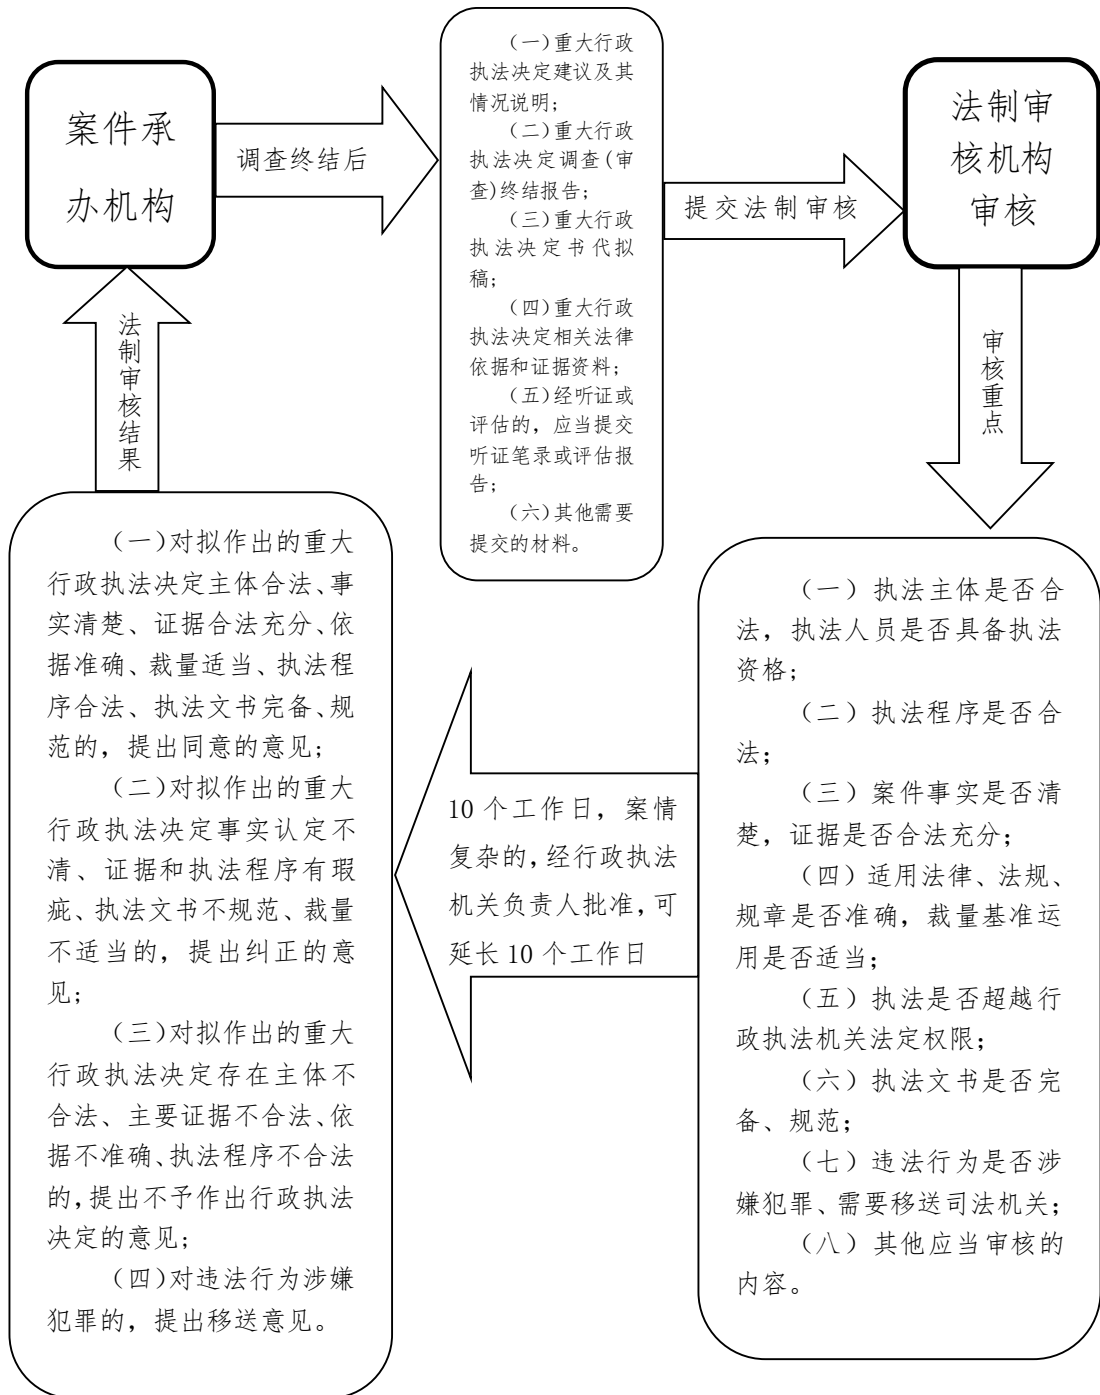 案件承
办机构
调查终结后
（一）重大行政
执法决定建议及其
情况说明；
（二）重大行政
执法决定调查(审
查)终结报告；
（三）重大行政
执法决定书代拟
稿；
（四）重大行政
执法决定相关法律
依据和证据资料；
（五）经听证或
评估的，应当提交
听证笔录或评估报
告；
（六）其他需要
提交的材料。
提交法制审核
法制审
核机构
审核
审核重点
（一）执法主体是否合
法，执法人员是否具备执法
资格；
（二）执法程序是否合
法；
（三）案件事实是否清
楚，证据是否合法充分；
（四）适用法律、法规、
规章是否准确，裁量基准运
用是否适当；
（五）执法是否超越行
政执法机关法定权限；
（六）执法文书是否完
备、规范；
（七）违法行为是否涉
嫌犯罪、需要移送司法机关；
（八）其他应当审核的
内容。
10 个工作日，案情
复杂的，经行政执法
机关负责人批准，可
延长 10 个工作日
（一）对拟作出的重大
行政执法决定主体合法、事
实清楚、证据合法充分、依
据准确、裁量适当、执法程
序合法、执法文书完备、规
范的，提出同意的意见；
（二）对拟作出的重大
行政执法决定事实认定不
清、证据和执法程序有瑕
疵、执法文书不规范、裁量
不适当的，提出纠正的意
见；
（三）对拟作出的重大
行政执法决定存在主体不
合法、主要证据不合法、依
据不准确、执法程序不合法
的，提出不予作出行政执法
决定的意见；
（四）对违法行为涉嫌
犯罪的，提出移送意见。
法制审核结果